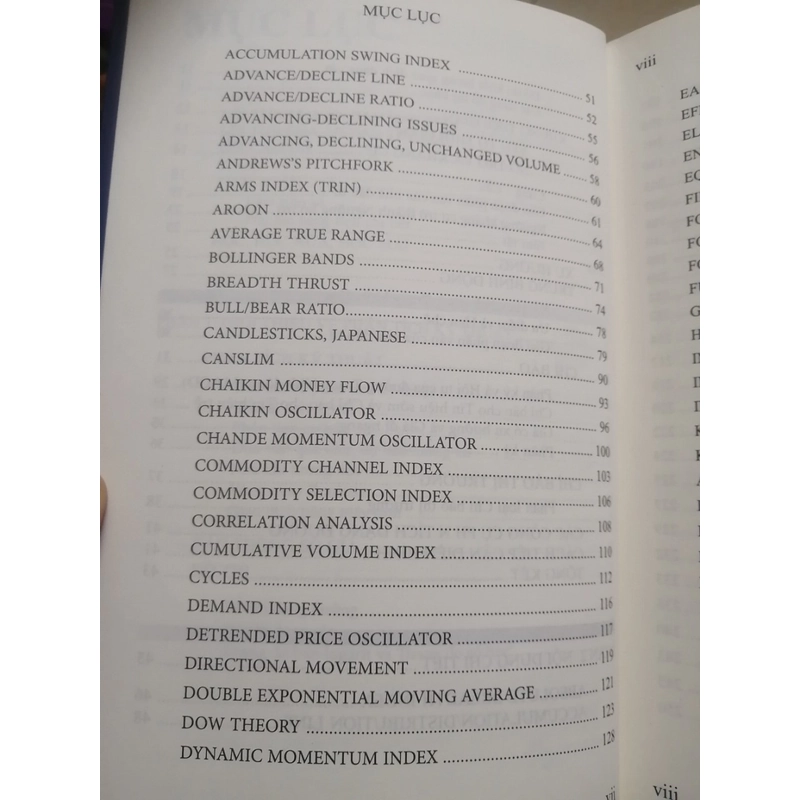 MỤC LỤC
ACCUMULATION SWING INDEX 51
ADVANCE/DECLINE LINE 52
ADVANCE/DECLINE RATIO 55
ADVANCING-DECLINING ISSUES 56
ADVANCING, DECLINING, UNCHANGED VOLUME 58
ANDREWS'S PITCHFORK 60
ARMS INDEX (TRIN) 61
AROON 64
AVERAGE TRUE RANGE 68
BOLLINGER BANDS 71
BREADTH THRUST 74
BULL/BEAR RATIO 78
CANDLESTICKS, JAPANESE 79
CANSLIM 90
CHAIKIN MONEY FLOW 93
CHAIKIN OSCILLATOR 96
CHANDE MOMENTUM OSCILLATOR 100
COMMODITY CHANNEL INDEX 103
COMMODITY SELECTION INDEX 106
CORRELATION ANALYSIS 108
CUMULATIVE VOLUME INDEX 110
CYCLES 112
DEMAND INDEX 116
DETRENDED PRICE OSCILLATOR 117
DIRECTIONAL MOVEMENT 119
DOUBLE EXPONENTIAL MOVING AVERAGE 121
DOW THEORY 123
DYNAMIC MOMENTUM INDEX 128
vii
viii
viii